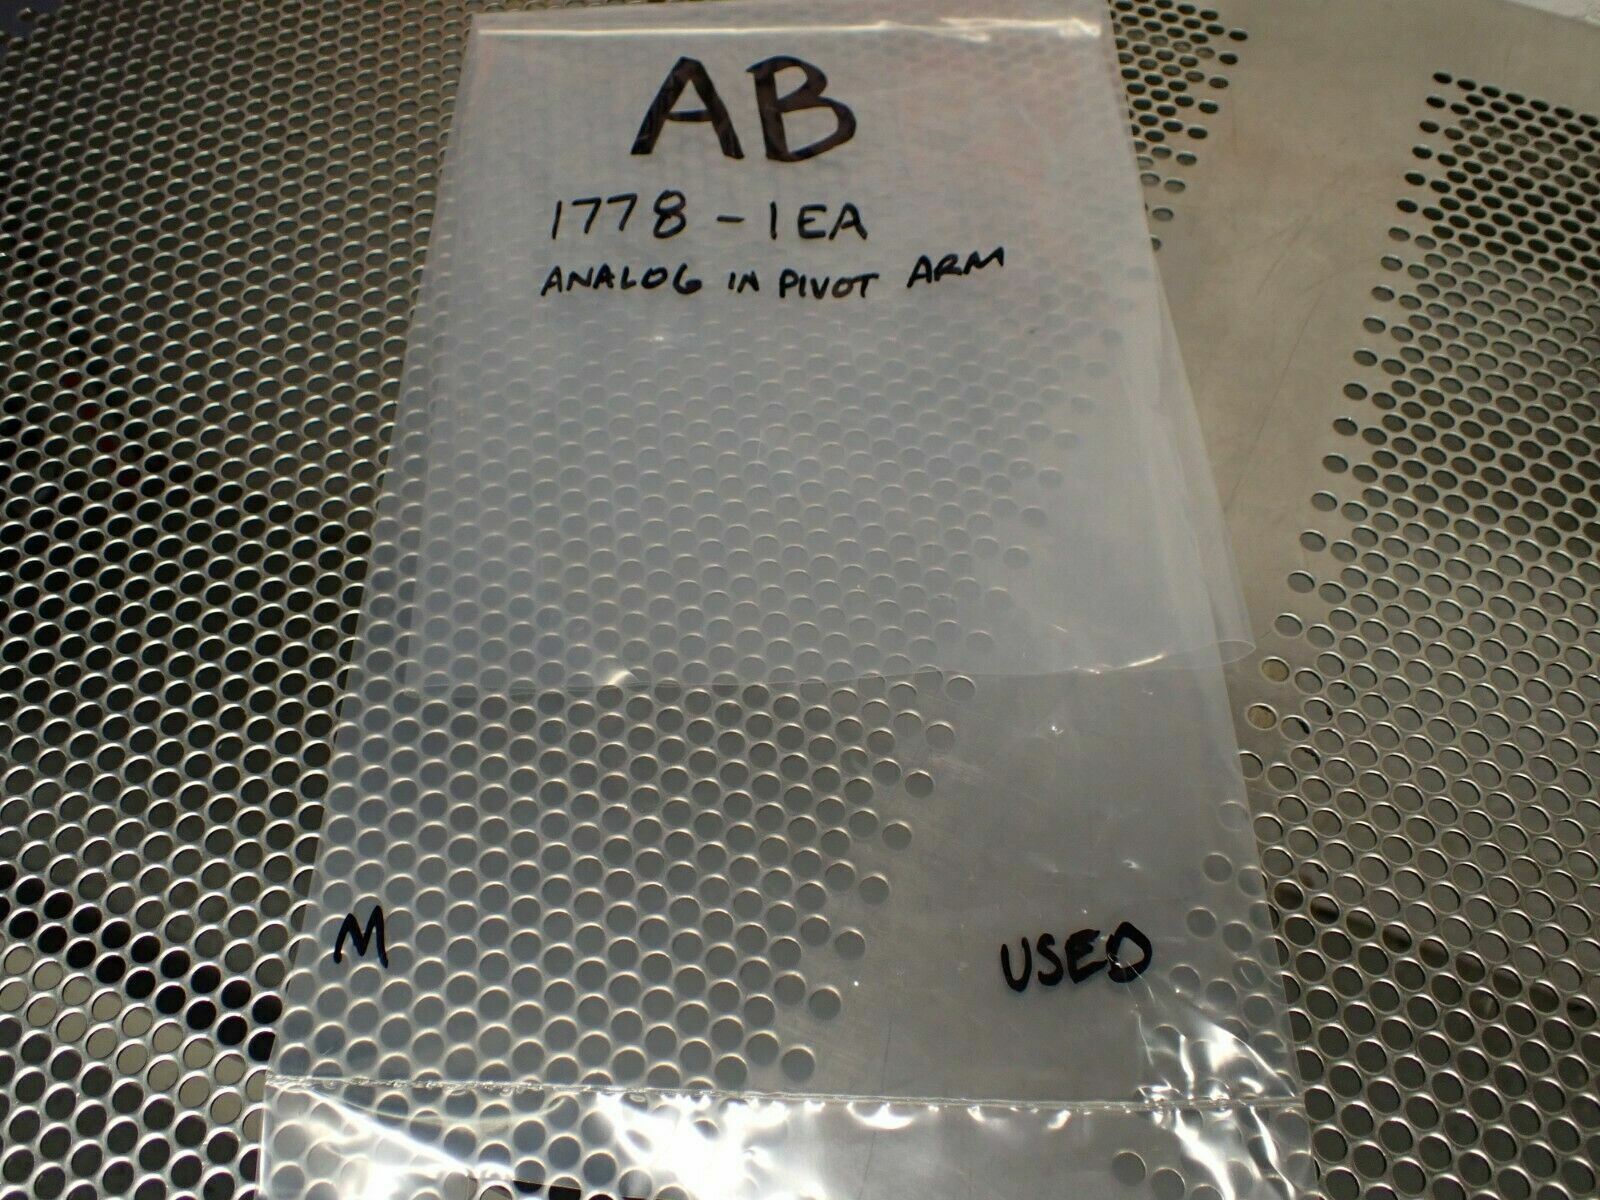 AB
1778-1EA
ANALOG IN PIVOT ARM
M
USED